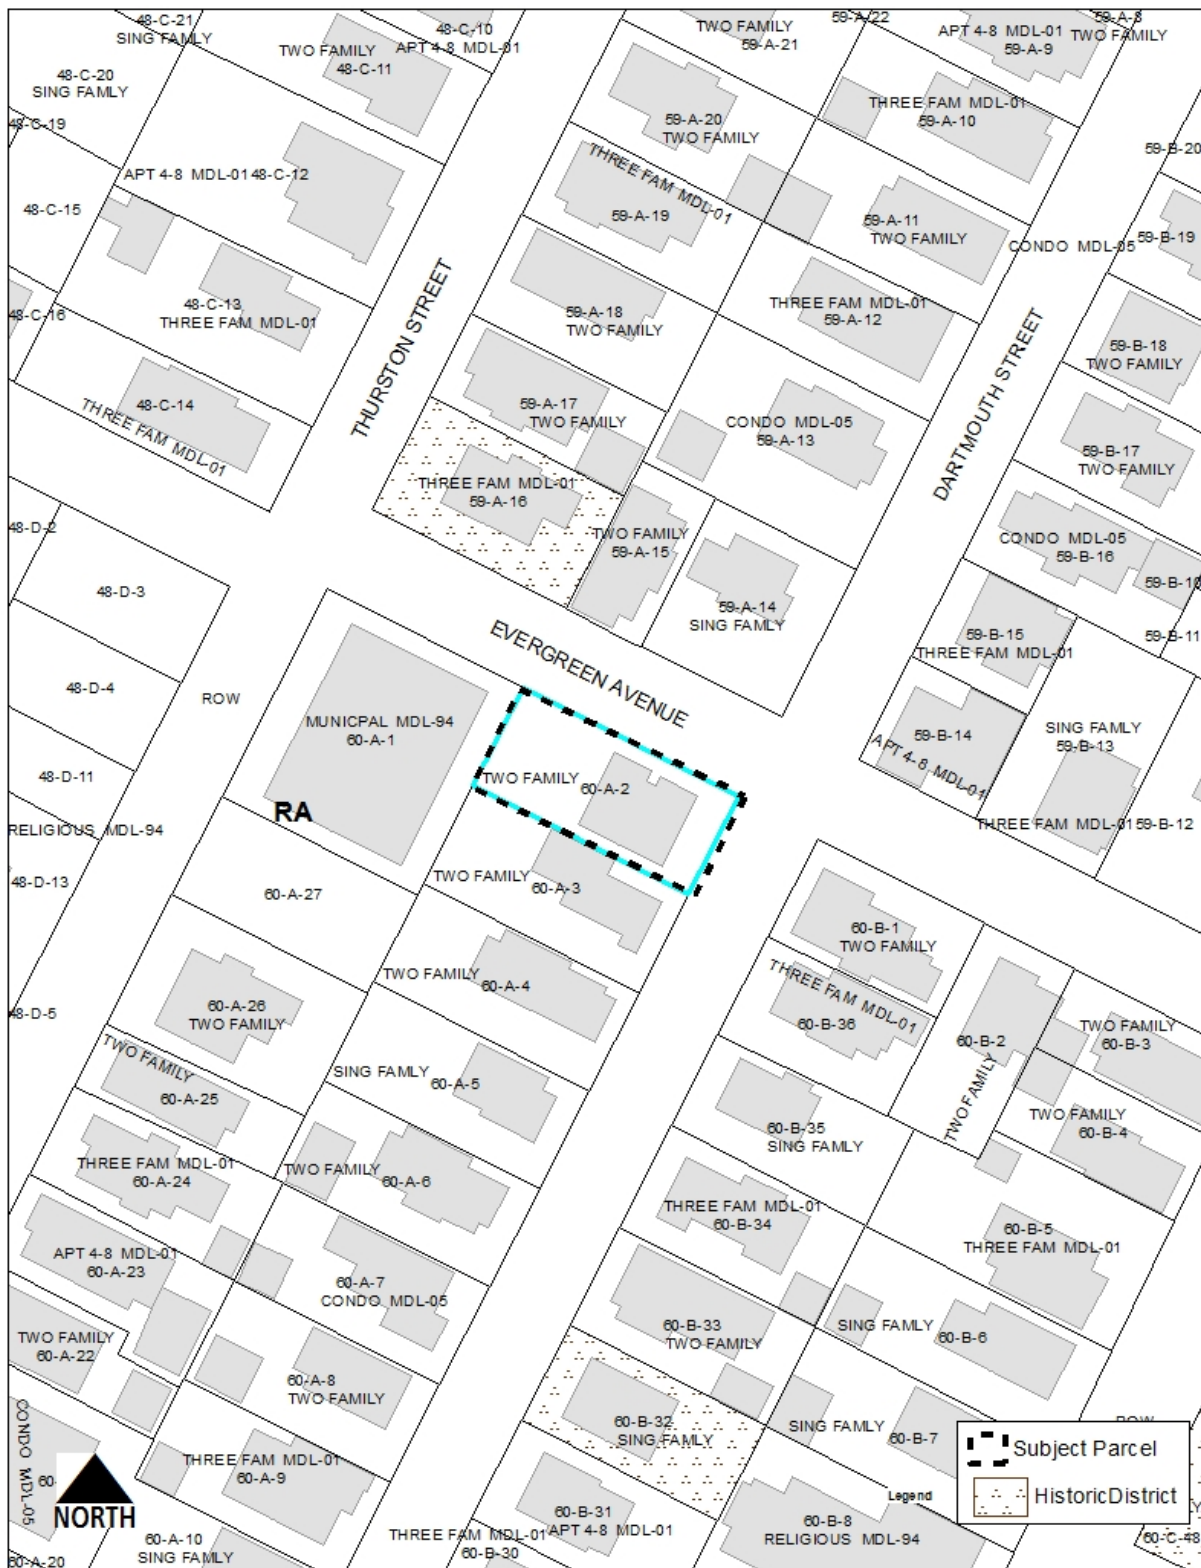 48-C-21
SING FAMLY
48-C-10
APT 4-8 MDL-01
TWO FAMILY
48-C-11
48-C-20
SING FAMLY
48-C-19
TWO FAMILY
59-A-21
59-A-22
APT 4-8 MDL-01
59-A-9
59-A-8
TWO FAMILY
THREE FAM MDL-01
59-A-10
59-A-20
TWO FAMILY
59-B-20
APT 4-8 MDL-01 48-C-12
48-C-15
THREE FAM MDL-01
59-A-19
59-A-11
TWO FAMILY
CONDO MDL-05
59-B-19
48-C-13
THREE FAM MDL-01
48-C-16
59-A-18
TWO FAMILY
THREE FAM MDL-01
59-A-12
59-B-18
TWO FAMILY
THURSTON STREET
DARTMOUTH STREET
48-C-14
THREE FAM MDL-01
59-A-17
TWO FAMILY
CONDO MDL-05
59-A-13
59-B-17
TWO FAMILY
THREE FAM MDL-01
59-A-16
48-D-2
TWO FAMILY
59-A-15
CONDO MDL-05
59-B-16
59-B-10
48-D-3
59-A-14
SING FAMILY
59-B-15
THREE FAM MDL-01
59-B-11
EVERGREEN AVENUE
48-D-4
ROW
MUNICPAL MDL-94
60-A-1
59-B-14
APT 4-8 MDL-01
SING FAMILY
59-B-13
48-D-11
TWO FAMILY
60-A-2
RA
RELIGIOUS MDL-94
THREE FAM MDL-01
59-B-12
48-D-13
60-A-27
TWO FAMILY
60-A-3
60-B-1
TWO FAMILY
TWO FAMILY
60-A-4
THREE FAM MDL-01
60-B-36
48-D-5
60-A-26
TWO FAMILY
60-B-2
TWO FAMILY
TWO FAMILY
60-B-3
TWO FAMILY
60-A-25
SING FAMLY
60-A-5
60-B-35
SING FAMILY
TWO FAMILY
60-B-4
THREE FAM MDL-01
60-A-24
TWO FAMILY
60-A-6
THREE FAM MDL-01
60-B-34
60-B-5
THREE FAM MDL-01
APT 4-8 MDL-01
60-A-23
60-A-7
CONDO MDL-05
60-B-33
TWO FAMILY
SING FAMLY
60-B-6
TWO FAMILY
60-A-22
60-A-8
TWO FAMILY
60-B-32
SING FAMLY
SING FAMILY
60-B-7
ROW
CONDO MDL-05
THREE FAM MDL-01
60-A-9
NORTH
60-B-31
APT 4-8 MDL-01
60-B-8
RELIGIOUS MDL-94
Legend
Subject Parcel
HistoricDistrict
60-A-20
60-A-10
SING FAMILY
THREE FAM MDL-01
60-B-30
60-C-48